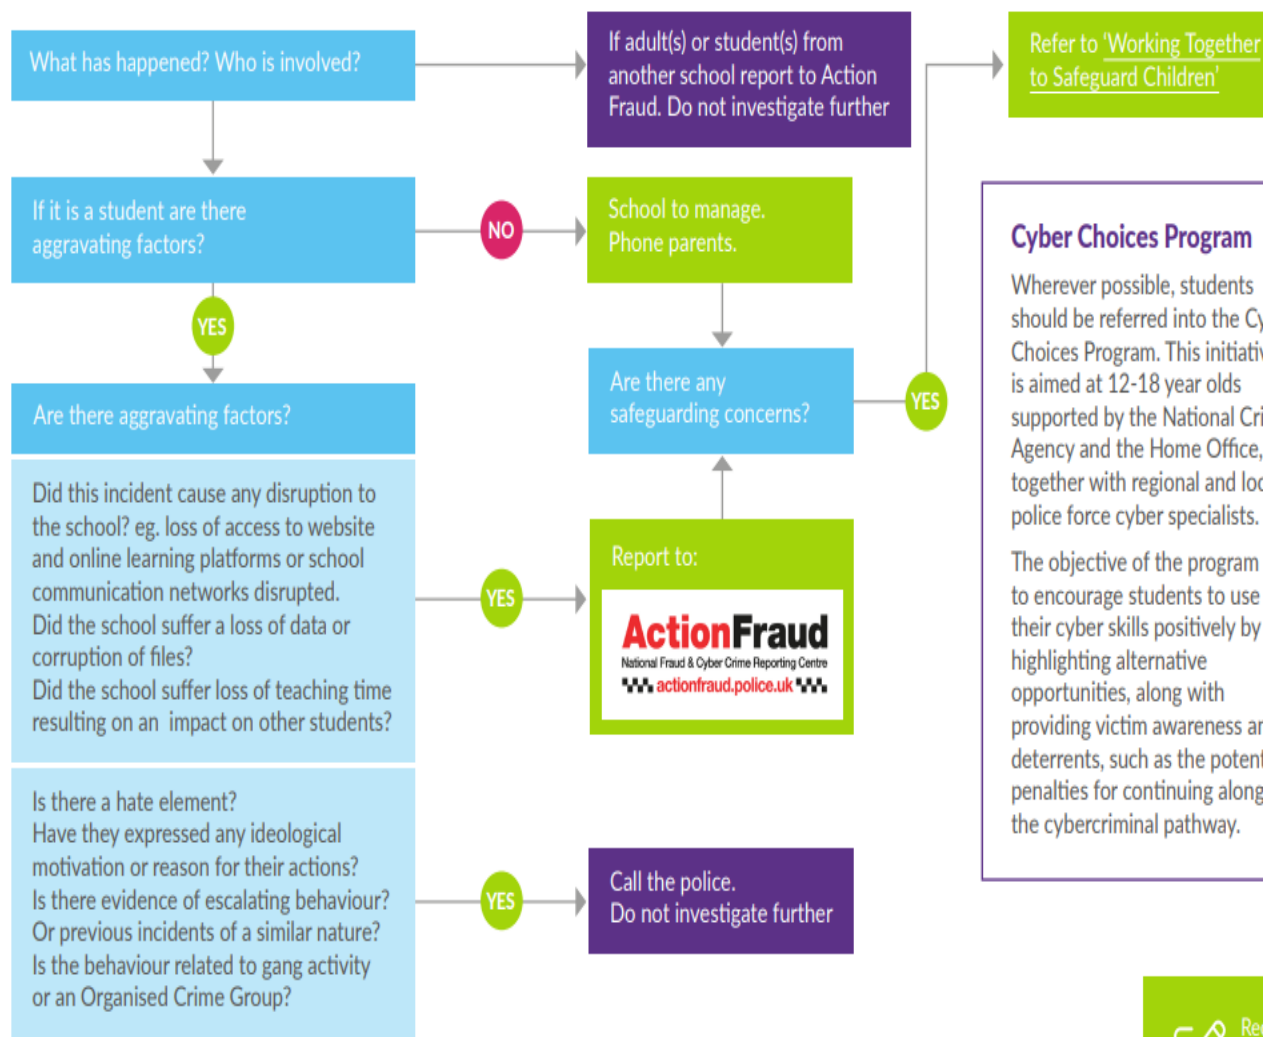 What has happened? Who is involved?
If adult(s) or student(s) from
another school report to Action
Fraud. Do not investigate further
Refer to ‘Working Together
to Safeguard Children’
If it is a student are there
aggravating factors?
NO
School to manage.
Phone parents.
YES
Are there any
safeguarding concerns?
YES
Are there aggravating factors?
Did this incident cause any disruption to
the school? eg. loss of access to website
and online learning platforms or school
communication networks disrupted.
Did the school suffer a loss of data or
corruption of files?
Did the school suffer loss of teaching time
resulting on an impact on other students?
YES
Report to:
ActionFraud
National Fraud & Cyber Crime Reporting Centre
actionfraud.police.uk
Is there a hate element?
Have they expressed any ideological
motivation or reason for their actions?
Is there evidence of escalating behaviour?
Or previous incidents of a similar nature?
Is the behaviour related to gang activity
or an Organised Crime Group?
YES
Call the police.
Do not investigate further
Cyber Choices Program
Wherever possible, students
should be referred into the
Choices Program. This
is aimed at 12-18 year olds
supported by the National
Agency and the Home Office,
together with regional and
police force cyber specialists.
The objective of the program
to encourage students to use
their cyber skills positively by
highlighting alternative
opportunities, along with
providing victim awareness
deterrents, such as the
penalties for continuing along
the cybercriminal pathway.